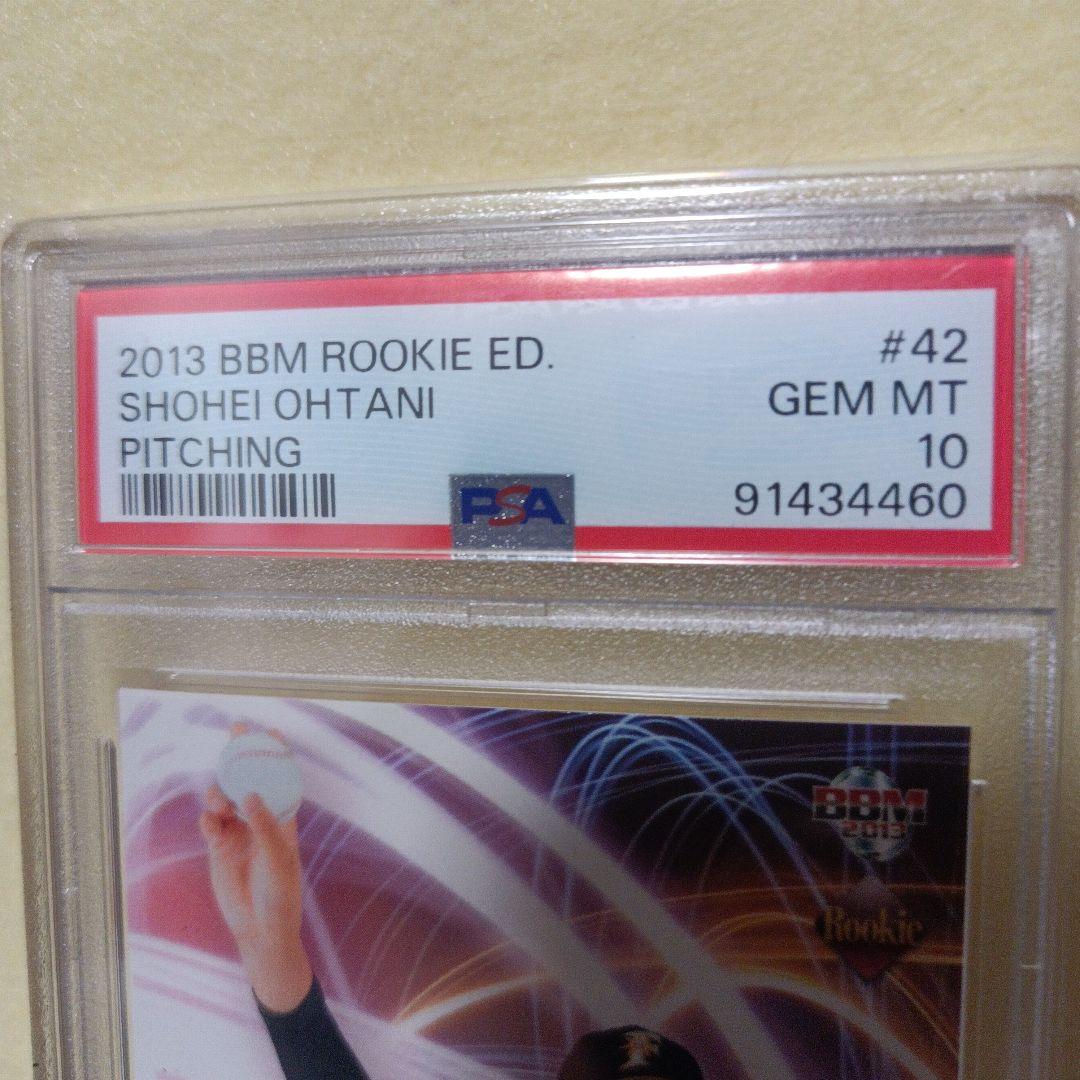 2013 BBM ROOKIE ED. #42
SHOHEI OHTANI GEM MT
PITCHING 10
PSA 91434460
BBM
2013
Rookie
F